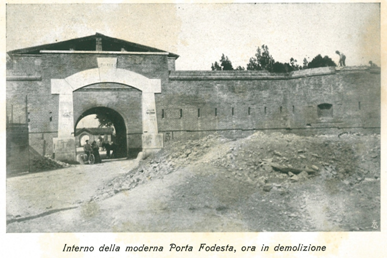 Interno della moderna Porta Fodesta, ora in demolizione